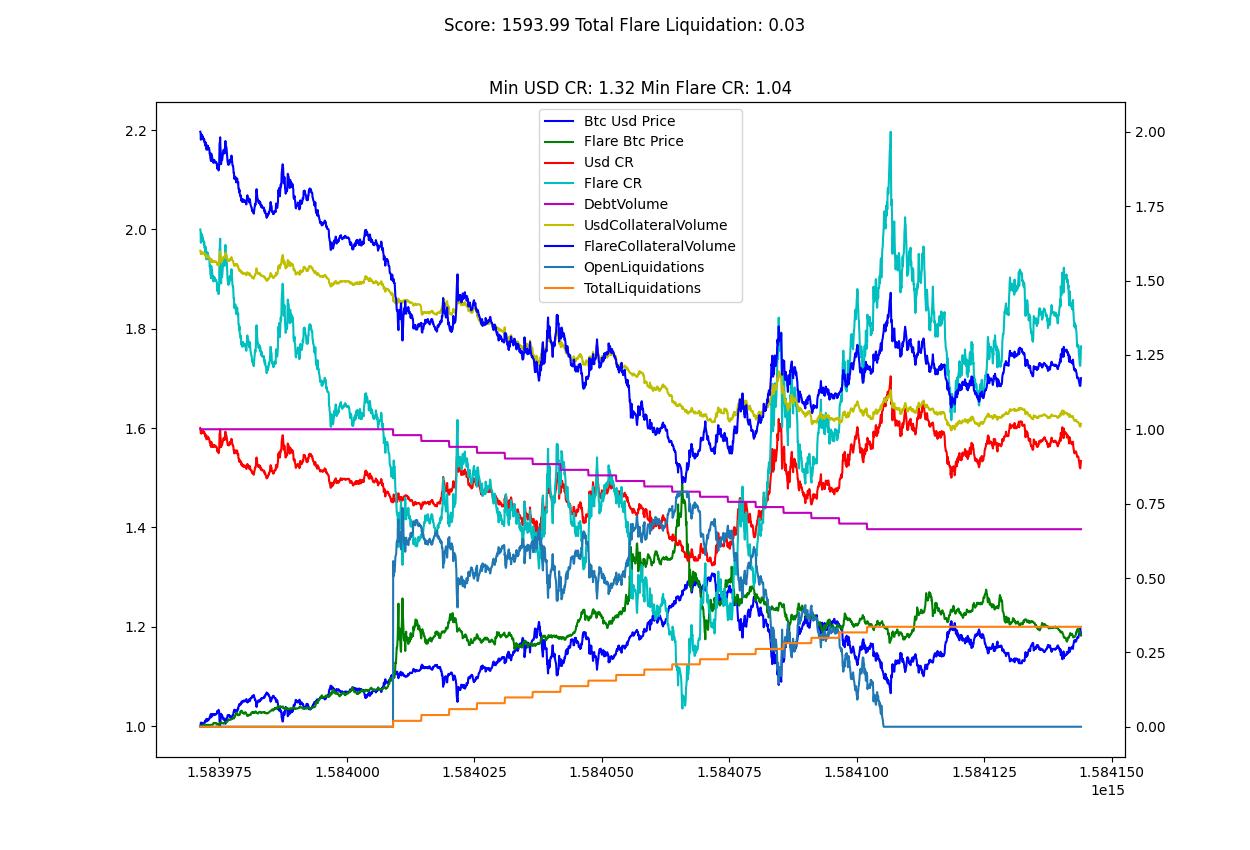 Score: 1593.99 Total Flare Liquidation: 0.03
Min USD CR: 1.32 Min Flare CR: 1.04
Btc Usd Price
Flare Btc Price
Usd CR
Flare CR
DebtVolume
UsdCollateralVolume
FlareCollateralVolume
OpenLiquidations
TotalLiquidations
2.2
2.0
1.8
1.6
1.4
1.2
1.0
2.00
1.75
1.50
1.25
1.00
0.75
0.50
0.25
0.00
1.583975 1.584000 1.584025 1.584050 1.584075 1.584100 1.584125 1.584150
1e15